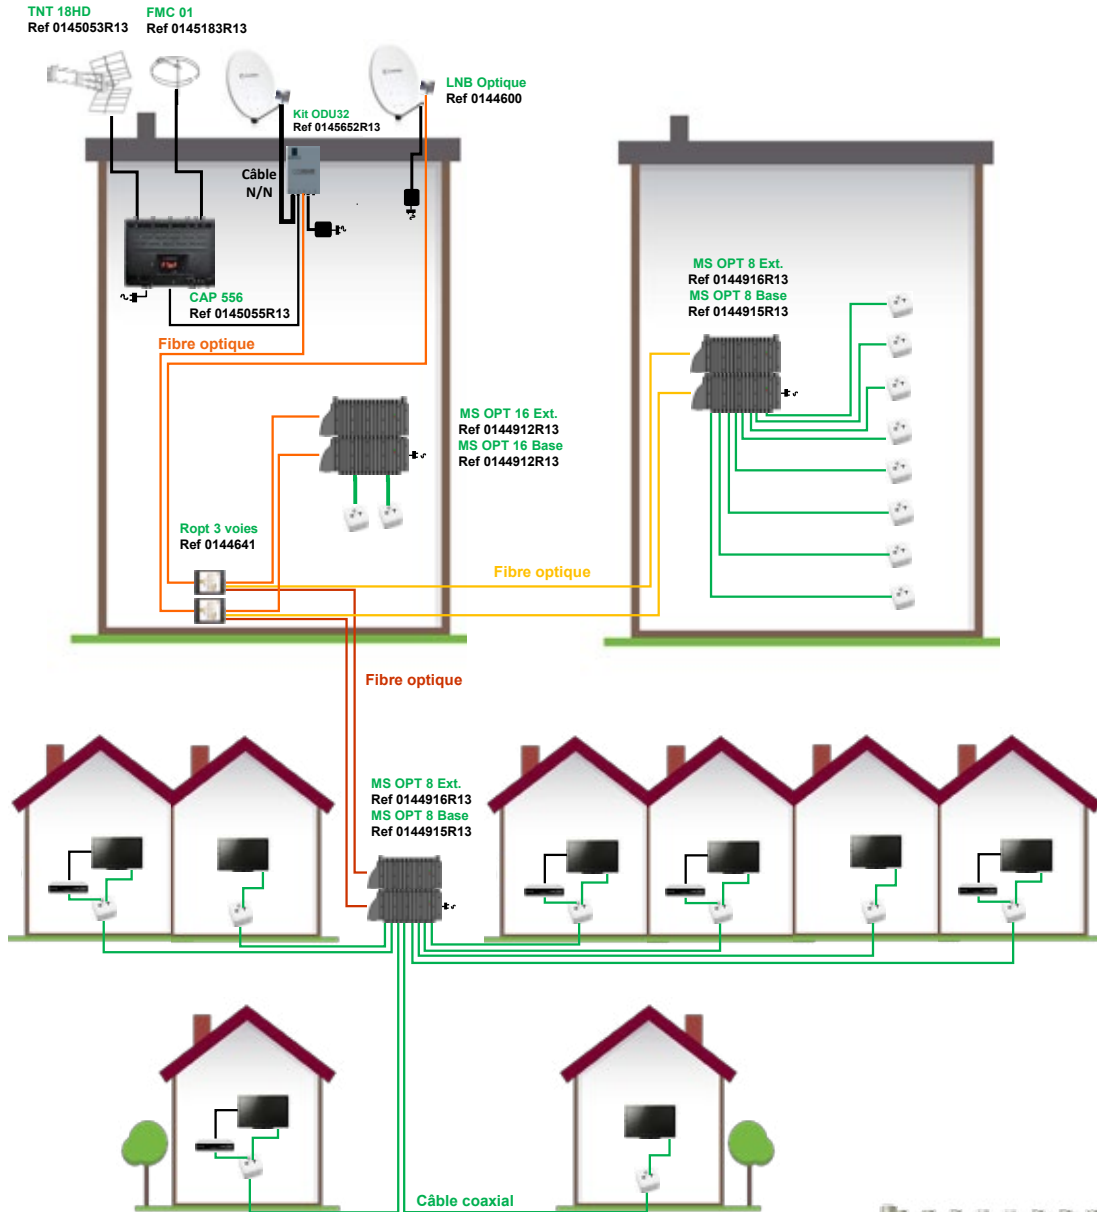 TNT 18HD
Ref 0145053R13
FMC 01
Ref 0145183R13
LNB Optique
Ref 0144600
Kit ODU32
Ref 0145652R13
Câble
N/N
CAP 556
Ref 0145055R13
Fibre optique
MS OPT 8 Ext.
Ref 0144916R13
MS OPT 8 Base
Ref 0144915R13
MS OPT 16 Ext.
Ref 0144912R13
MS OPT 16 Base
Ref 0144912R13
Ropt 3 voies
Ref 0144641
Fibre optique
Fibre optique
MS OPT 8 Ext.
Ref 0144916R13
MS OPT 8 Base
Ref 0144915R13
Câble coaxial